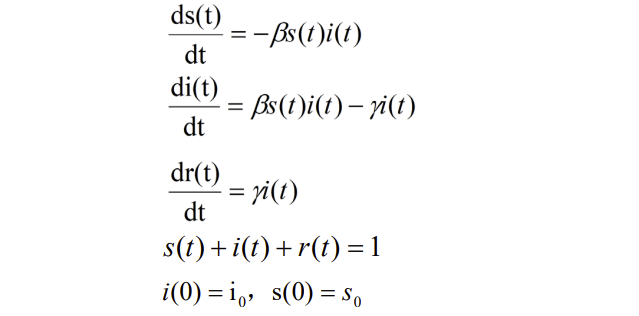 ds(t)/dt = −βs(t)i(t)
di(t)/dt = βs(t)i(t) − γi(t)
dr(t)/dt = γi(t)
s(t) + i(t) + r(t) = 1
i(0) = i₀，s(0) = s₀